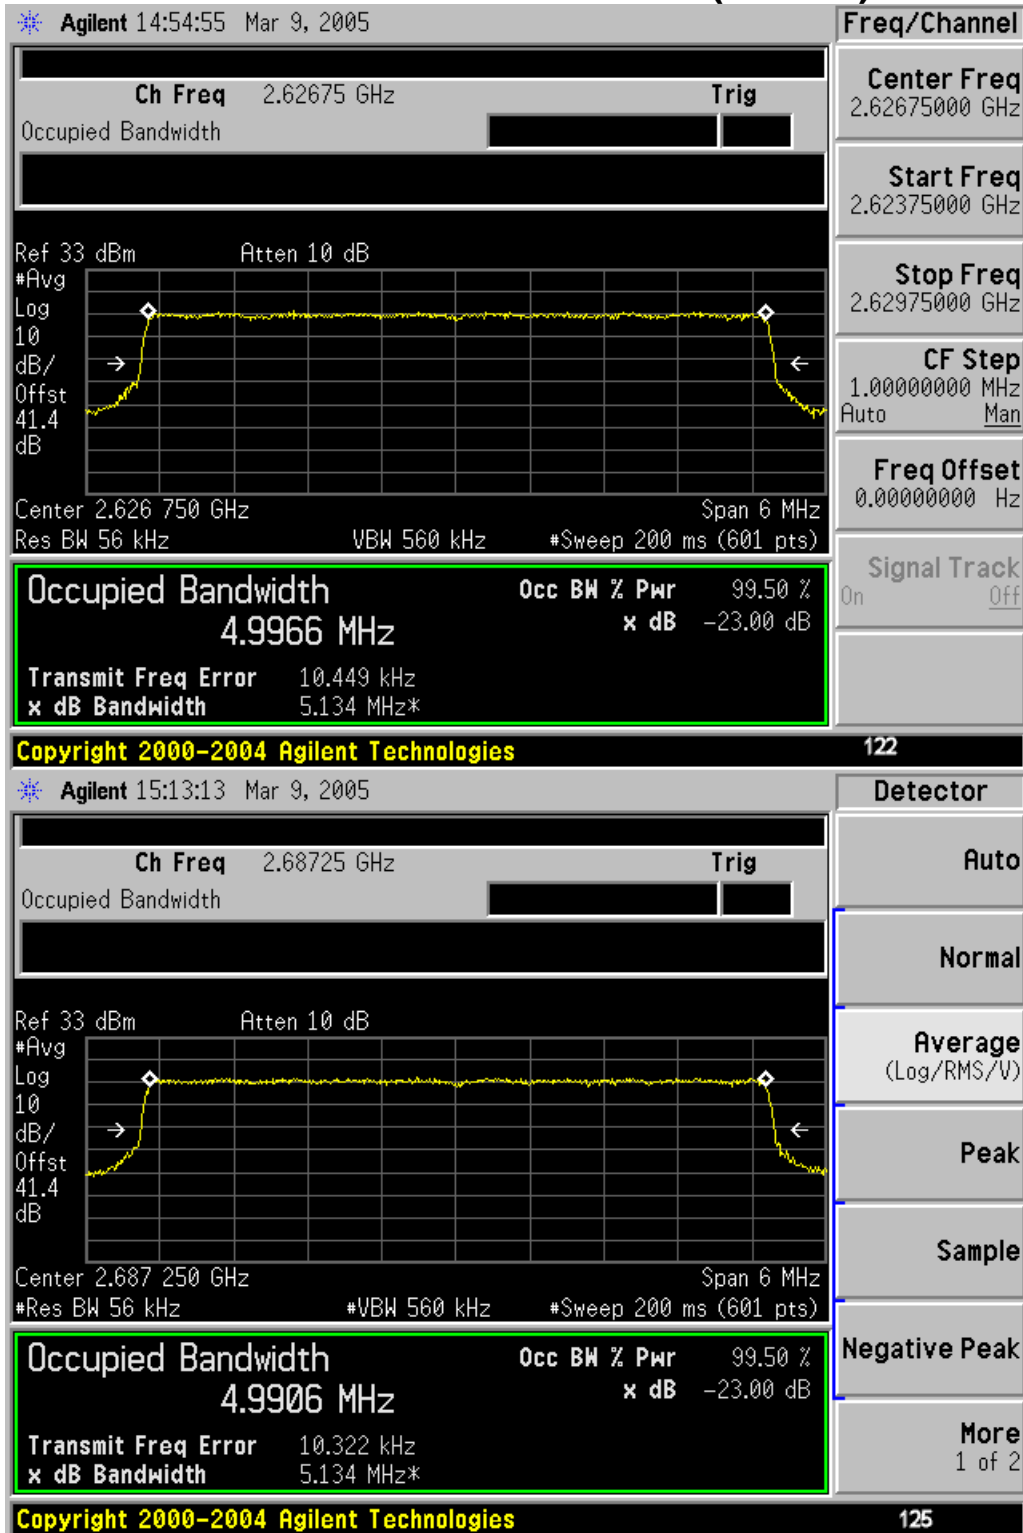 Agilent 14:54:55 Mar 9, 2005
Freq/Channel
Ch Freq 2.62675 GHz Trig
Occupied Bandwidth
Center Freq
2.62675000 GHz
Start Freq
2.62375000 GHz
Stop Freq
2.62975000 GHz
CF Step
1.00000000 MHz
Auto Man
Freq Offset
0.00000000 Hz
Signal Track
On Off
Ref 33 dBm Atten 10 dB
#Avg
Log
10
dB/
Offst
41.4
dB
Center 2.626 750 GHz Span 6 MHz
Res BW 56 kHz VBW 560 kHz #Sweep 200 ms (601 pts)
Occupied Bandwidth Occ BW % Pwr 99.50 %
4.9966 MHz x dB -23.00 dB
Transmit Freq Error 10.449 kHz
x dB Bandwidth 5.134 MHz*
Copyright 2000-2004 Agilent Technologies 122
Agilent 15:13:13 Mar 9, 2005
Detector
Ch Freq 2.68725 GHz Trig
Occupied Bandwidth
Auto
Normal
Average
(Log/RMS/V)
Peak
Sample
Negative Peak
More
1 of 2
Ref 33 dBm Atten 10 dB
#Avg
Log
10
dB/
Offst
41.4
dB
Center 2.687 250 GHz Span 6 MHz
#Res BW 56 kHz #VBW 560 kHz #Sweep 200 ms (601 pts)
Occupied Bandwidth Occ BW % Pwr 99.50 %
4.9906 MHz x dB -23.00 dB
Transmit Freq Error 10.322 kHz
x dB Bandwidth 5.134 MHz*
Copyright 2000-2004 Agilent Technologies 125